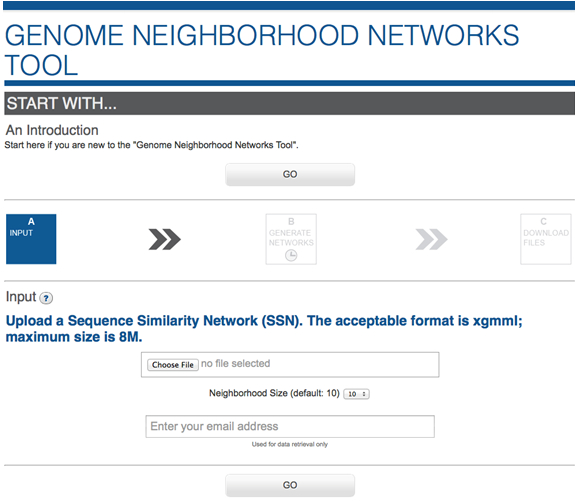 GENOME NEIGHBORHOOD NETWORKS
TOOL
START WITH...
An Introduction
Start here if you are new to the "Genome Neighborhood Networks Tool".
GO
A
INPUT
B
GENERATE
NETWORKS
C
DOWNLOAD
FILES
Input ?
Upload a Sequence Similarity Network (SSN). The acceptable format is xgmml;
maximum size is 8M.
Choose File no file selected
Neighborhood Size (default: 10) 10
Enter your email address
Used for data retrieval only
GO